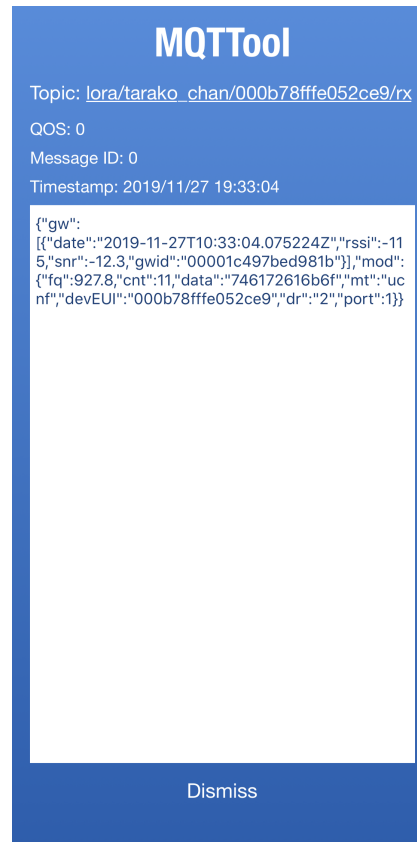 MQTTool
Topic: lora/tarako_chan/000b78fffe052ce9/rx
QOS: 0
Message ID: 0
Timestamp: 2019/11/27 19:33:04
{"gw":
[{"date":"2019-11-27T10:33:04.075224Z","rssi":-11
5,"snr":-12.3,"gwid":"00001c497bed981b"}],"mod":
{"fq":927.8,"cnt":11,"data":"746172616b6f","mt":"uc
nf","devEUI":"000b78fffe052ce9","dr":"2","port":1}}
Dismiss